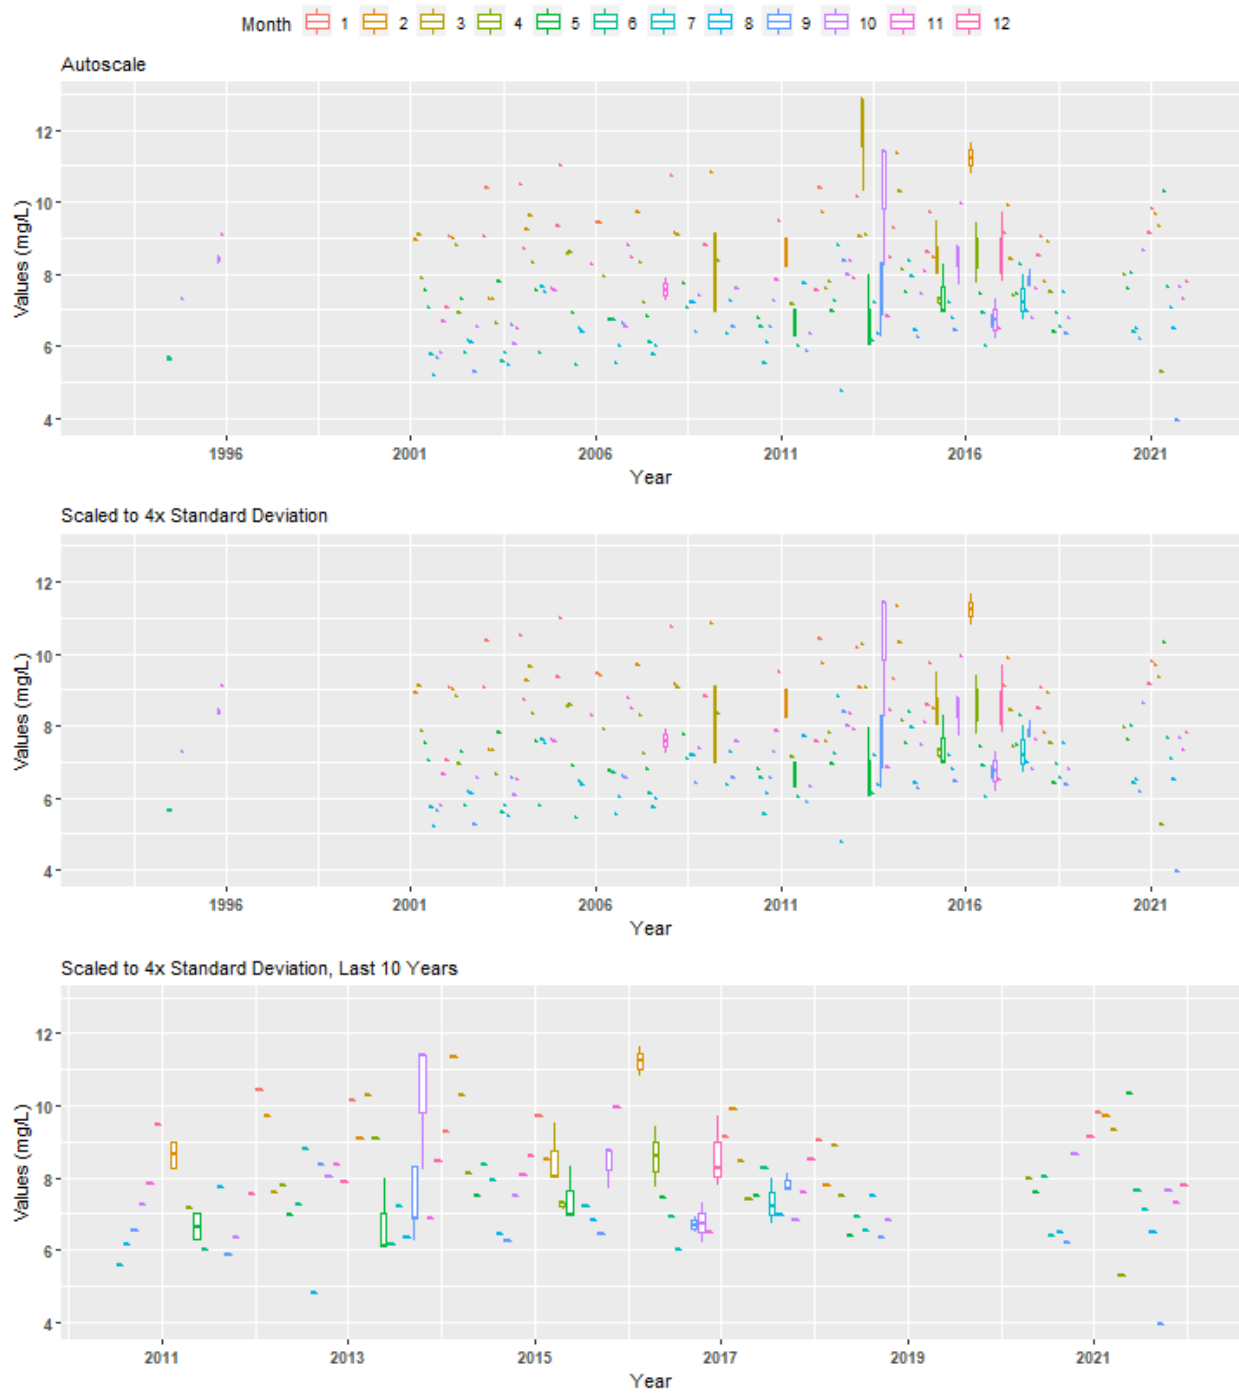 Month 1 2 3 4 5 6 7 8 9 10 11 12
Autoscale
Values (mg/L)
12
10
8
6
4
1996 2001 2006 2011 2016 2021
Year
Scaled to 4x Standard Deviation
Values (mg/L)
12
10
8
6
4
1996 2001 2006 2011 2016 2021
Year
Scaled to 4x Standard Deviation, Last 10 Years
Values (mg/L)
12
10
8
6
4
2011 2013 2015 2017 2019 2021
Year